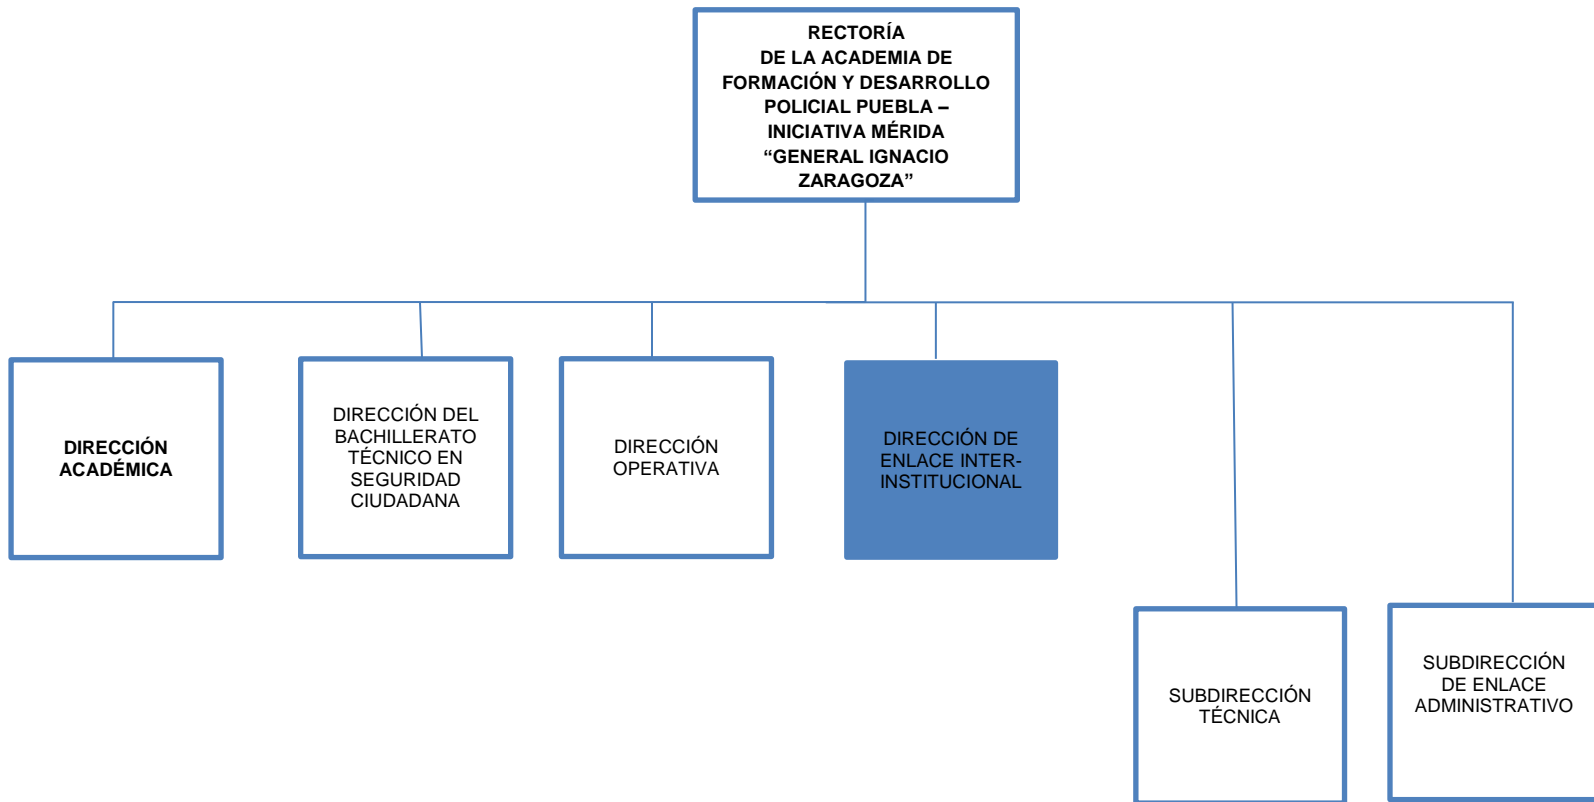 RECTORÍA
DE LA ACADEMIA DE
FORMACIÓN Y DESARROLLO
POLICIAL PUEBLA –
INICIATIVA MÉRIDA
“GENERAL IGNACIO
ZARAGOZA”
DIRECCIÓN
ACADÉMICA
DIRECCIÓN DEL
BACHILLERATO
TÉCNICO EN
SEGURIDAD
CIUDADANA
DIRECCIÓN
OPERATIVA
DIRECCIÓN DE
ENLACE INTER-
INSTITUCIONAL
SUBDIRECCIÓN
TÉCNICA
SUBDIRECCIÓN
DE ENLACE
ADMINISTRATIVO